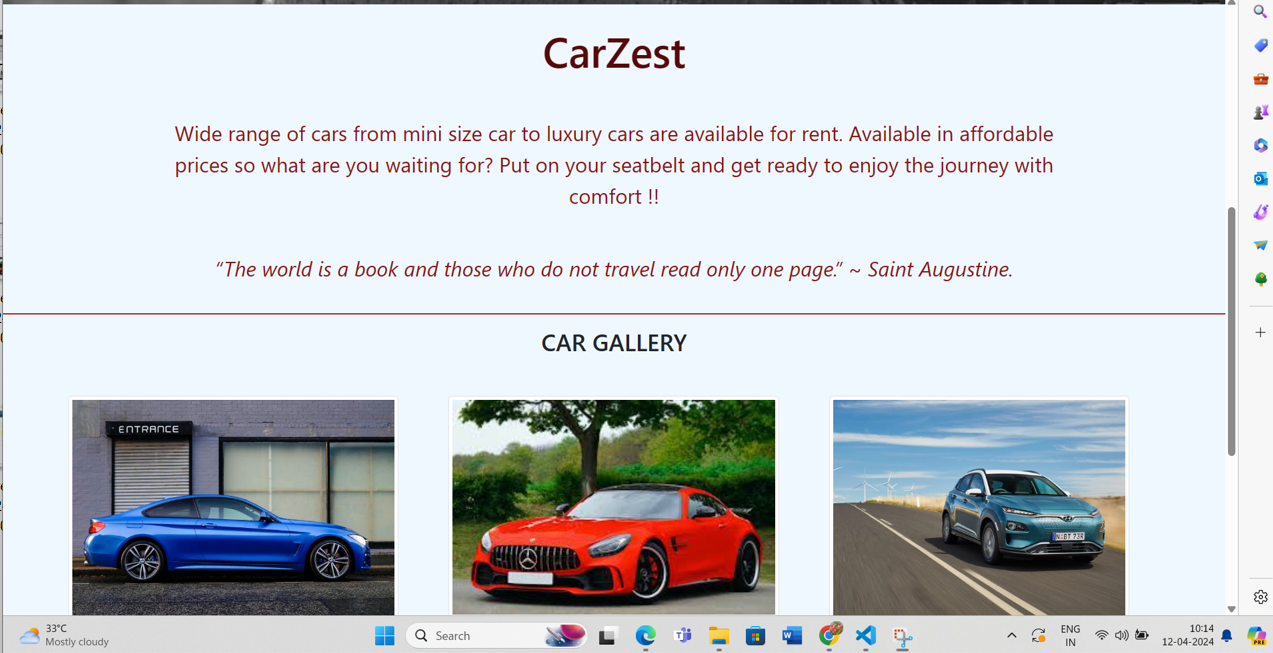 CarZest
Wide range of cars from mini size car to luxury cars are available for rent. Available in affordable
prices so what are you waiting for? Put on your seatbelt and get ready to enjoy the journey with
comfort !!
“The world is a book and those who do not travel read only one page.” ~ Saint Augustine.
CAR GALLERY
ENTRANCE
33°C
Mostly cloudy
Search
ENG
IN
10:14
12-04-2024
PRE